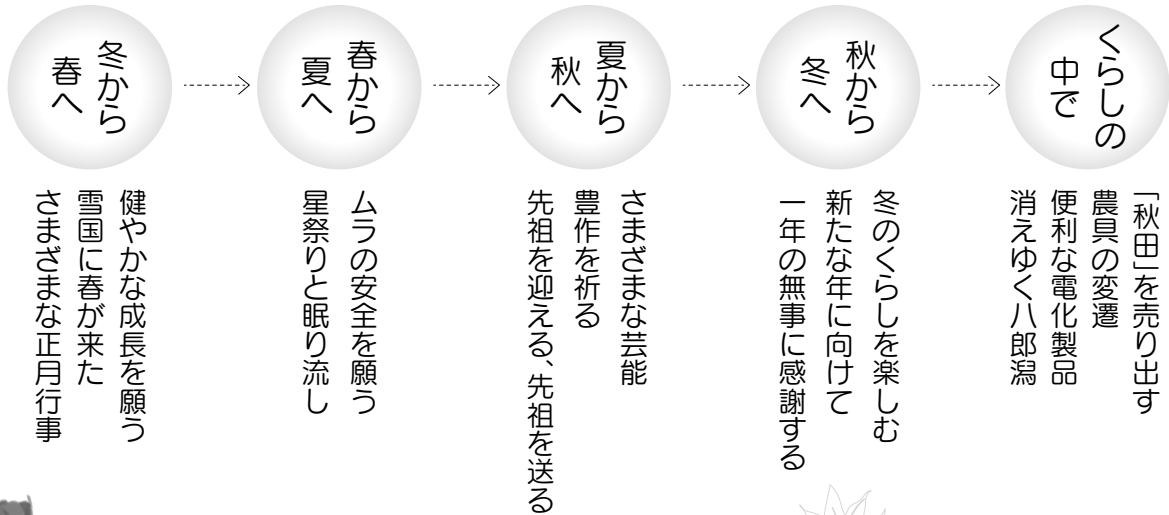 冬から
春へ
健やかな成長を願う
雪国に春が来た
さまざまな正月行事
春から
夏へ
ムラの安全を願う
星祭りと眠り流し
夏から
秋へ
さまざまな芸能
豊作を祈る
先祖を迎える、先祖を送る
秋から
冬へ
冬のくらしを楽しむ
新たな年に向けて
一年の無事に感謝する
くらしの
中で
「秋田」を売り出す
農具の変遷
便利な電化製品
消えゆく八郎潟